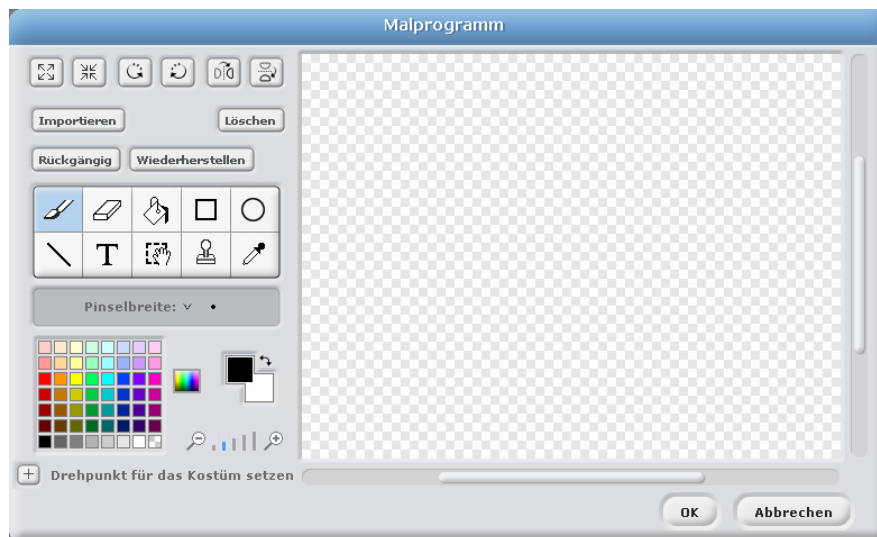 Malprogramm
Importieren
Löschen
Rückgängig
Wiederherstellen
T
Pinselbreite:
Drehpunkt für das Kostüm setzen
OK
Abbrechen